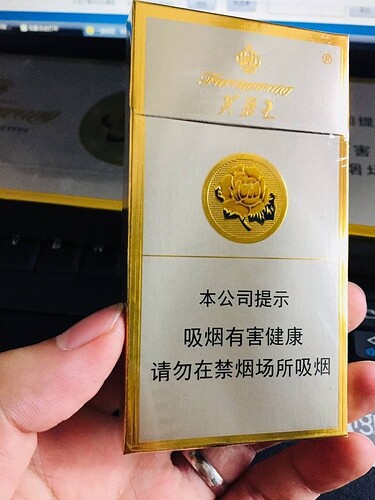 ®
芙蓉王
本公司提示
吸烟有害健康
请勿在禁烟场所吸烟